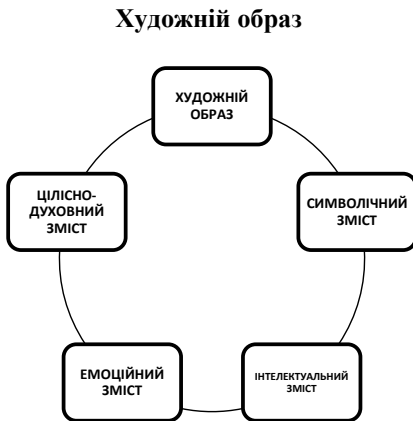 Художній образ
ХУДОЖНІЙ
ОБРАЗ
ЦІЛІСНО-
ДУХОВНИЙ
ЗМІСТ
СИМВОЛІЧНИЙ
ЗМІСТ
ЕМОЦІЙНИЙ
ЗМІСТ
ІНТЕЛЕКТУАЛЬНИЙ
ЗМІСТ